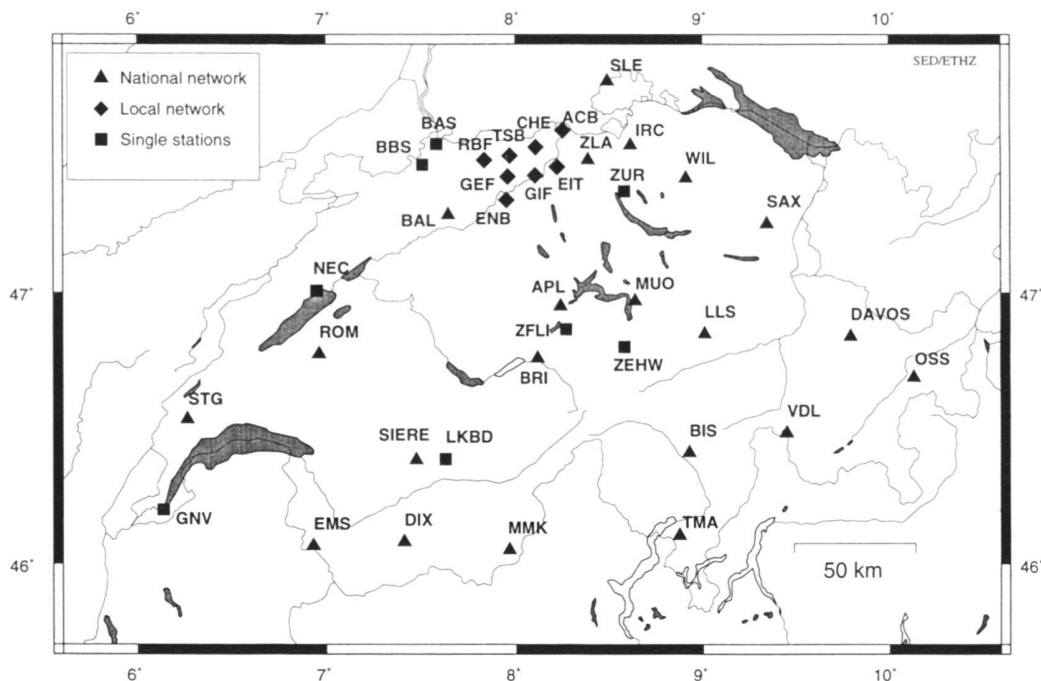 6° 7° 8° 9° 10°
SED/ETHZ
National network
Local network
Single stations
SLE
BAS
CHE ACB
RBF TSB
IRC
BBS
ZLA
WIL
GEF
GIF EIT
ZUR
BAL
ENB
SAX
NEC
47° 47°
APL
MUO
ROM
ZFLI
LLS
DAVOS
BRI
ZEHW
OSS
STG
VDL
SIERE LKBD
BIS
GNV
EMS
DIX
MMK
TMA
46° 46°
50 km
6° 7° 8° 9° 10°